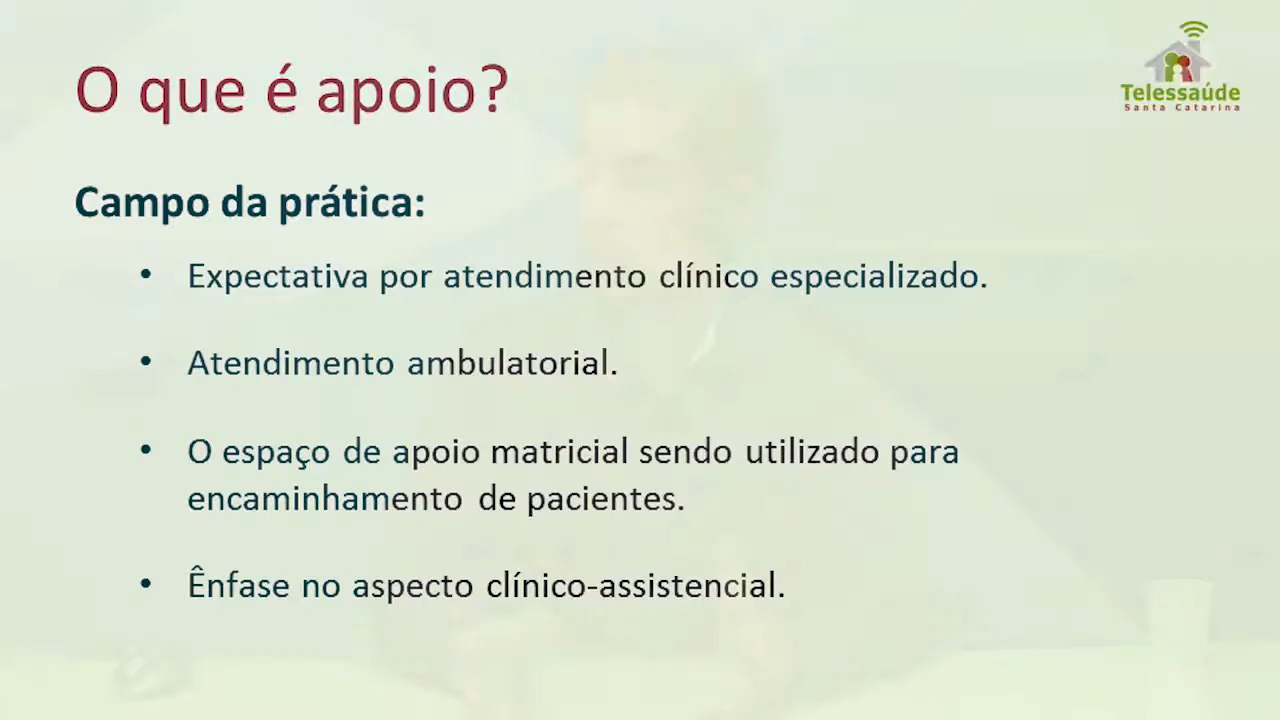 O que é apoio?
Telessaúde
Santa Catarina
Campo da prática:
• Expectativa por atendimento clínico especializado.
• Atendimento ambulatorial.
• O espaço de apoio matricial sendo utilizado para
encaminhamento de pacientes.
• Ênfase no aspecto clínico-assistencial.